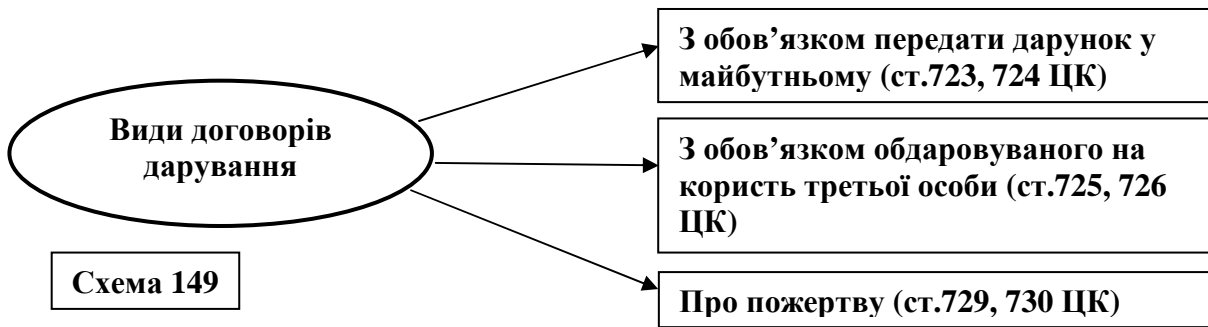 Види договорів
дарування
З обов’язком передати дарунок у
майбутньому (ст.723, 724 ЦК)
З обов’язком обдаровуваного на
користь третьої особи (ст.725, 726
ЦК)
Про пожертву (ст.729, 730 ЦК)
Схема 149